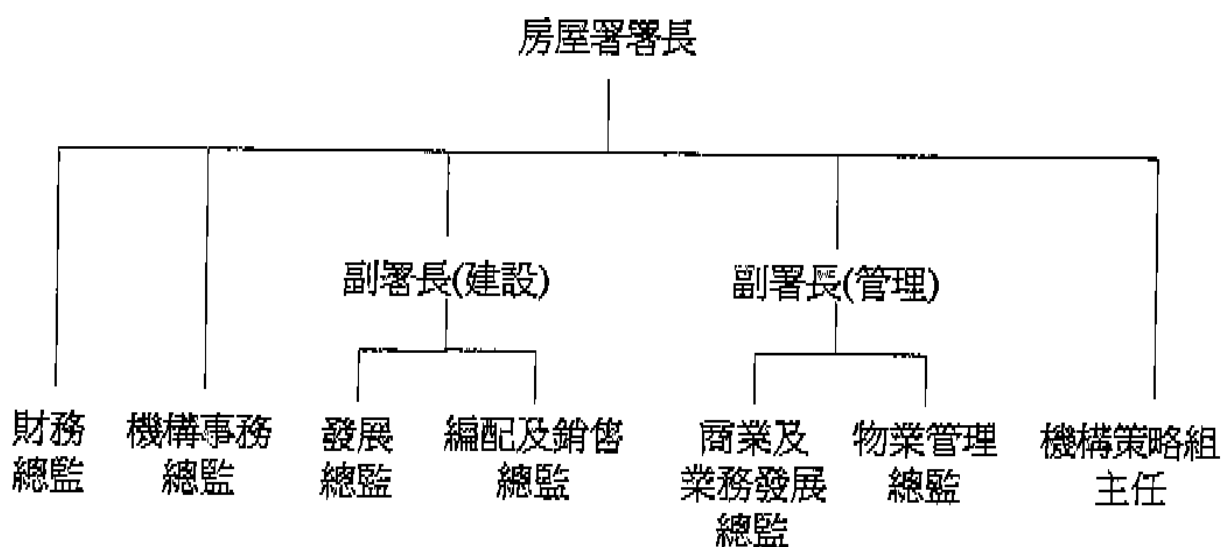 房屋署署長
副署長(建設)
副署長(管理)
財務
總監
機構事務
總監
發展
總監
編配及銷售
總監
商業及
業務發展
總監
物業管理
總監
機構策略組
主任